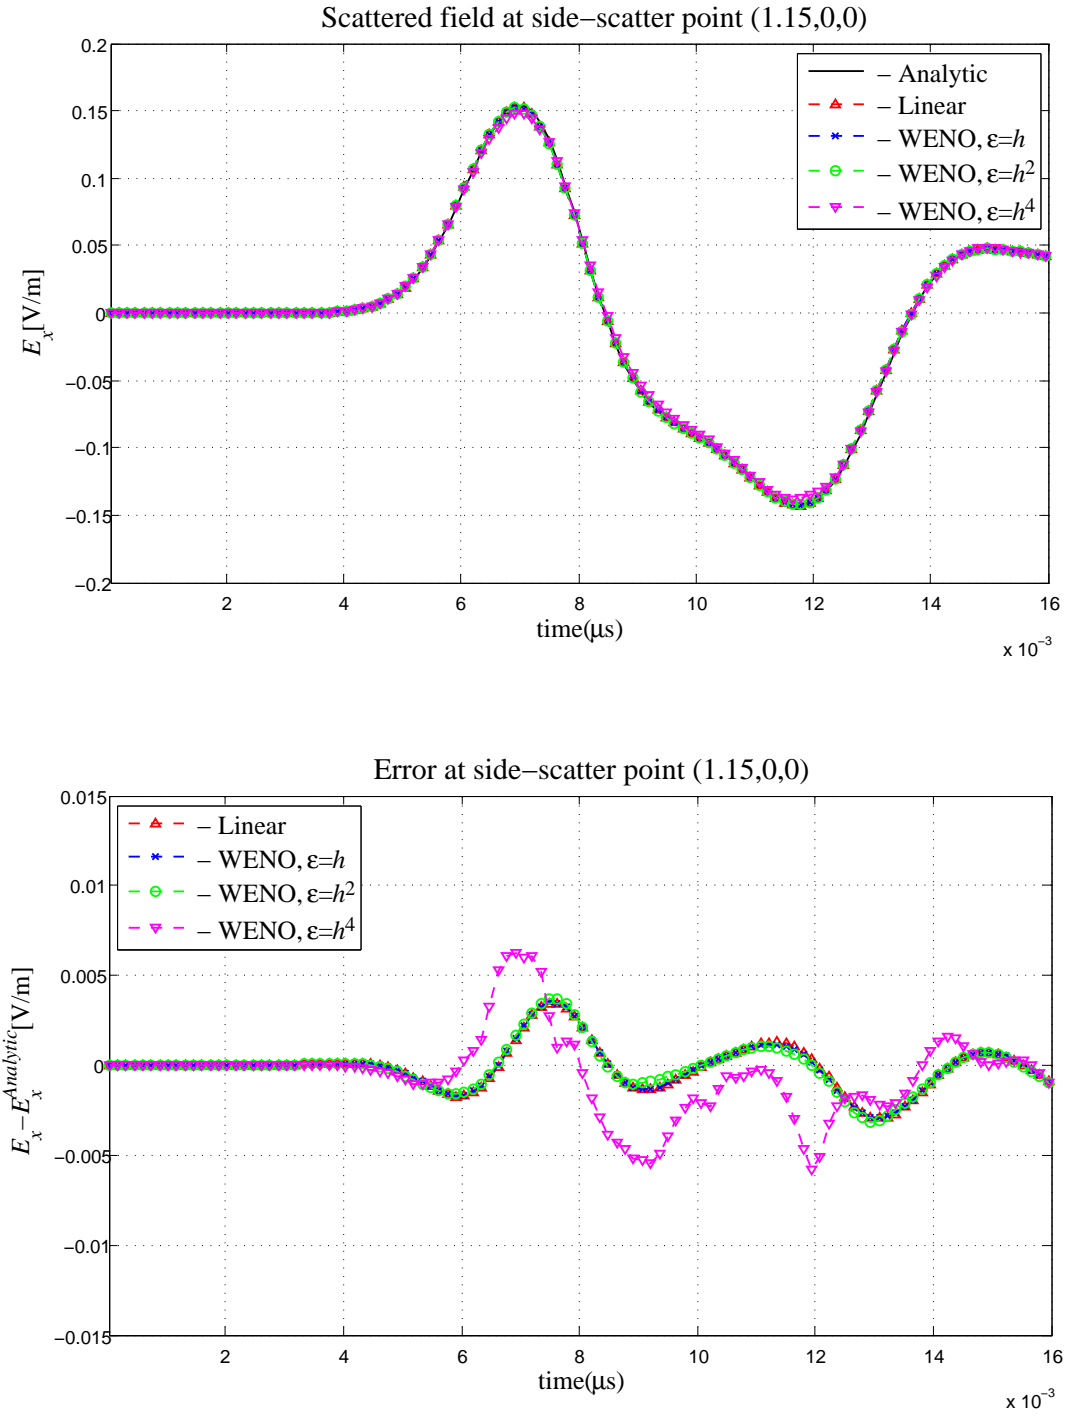 Scattered field at side−scatter point (1.15,0,0)
0.2
0.15
0.1
0.05
0
−0.05
−0.1
−0.15
−0.2
E_x[V/m]
– Analytic
– Linear
– WENO, ε=h
– WENO, ε=h^2
– WENO, ε=h^4
2 4 6 8 10 12 14 16
time(μs)
x 10^−3
Error at side−scatter point (1.15,0,0)
0.015
0.01
0.005
0
−0.005
−0.01
−0.015
E_x−E_x^Analytic[V/m]
– Linear
– WENO, ε=h
– WENO, ε=h^2
– WENO, ε=h^4
2 4 6 8 10 12 14 16
time(μs)
x 10^−3